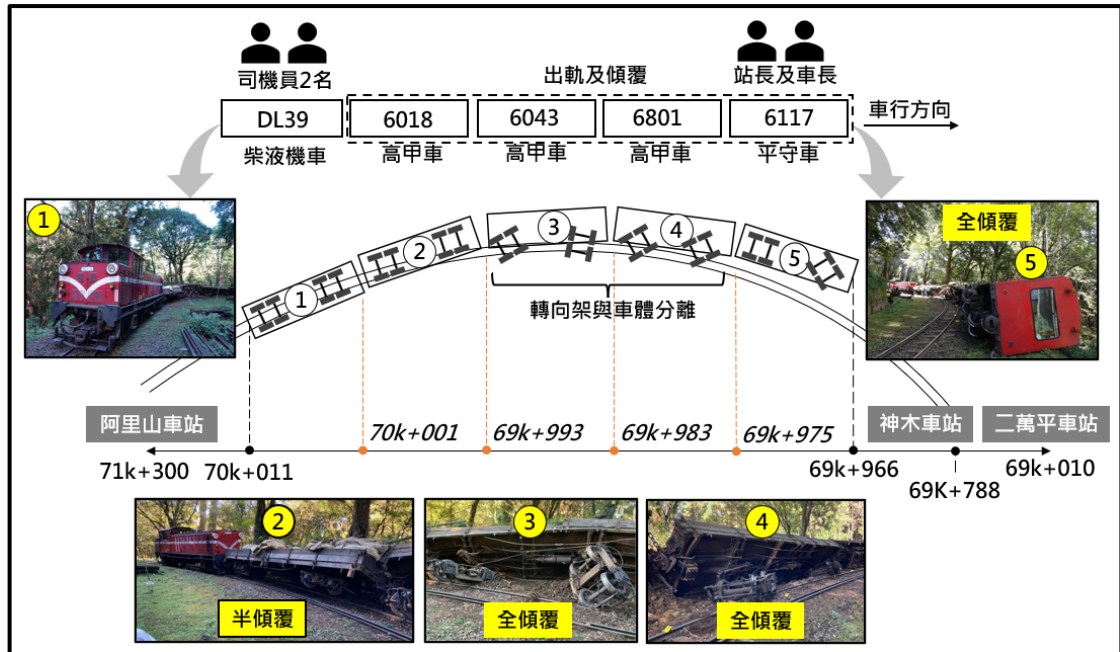 司機員2名
出軌及傾覆
站長及車長
DL39
6018
6043
6801
6117
車行方向
柴液機車
高甲車
高甲車
高甲車
平守車
1
全傾覆
5
1
2
3
4
5
轉向架與車體分離
阿里山車站
神木車站
二萬平車站
70k+001
69k+993
69k+983
69k+975
71k+300
70k+011
69k+966
69K+788
69k+010
2
半傾覆
3
全傾覆
4
全傾覆